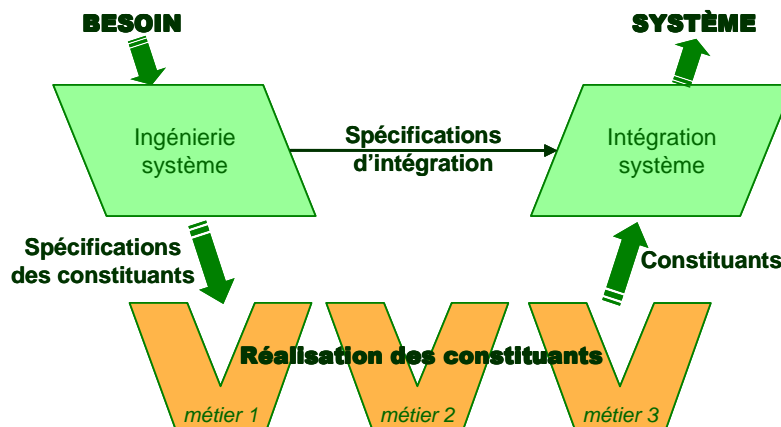 BESOIN
SYSTÈME
Ingénierie
système
Spécifications
d'intégration
Intégration
système
Spécifications
des constituants
Constituants
Réalisation des constituants
métier 1
métier 2
métier 3